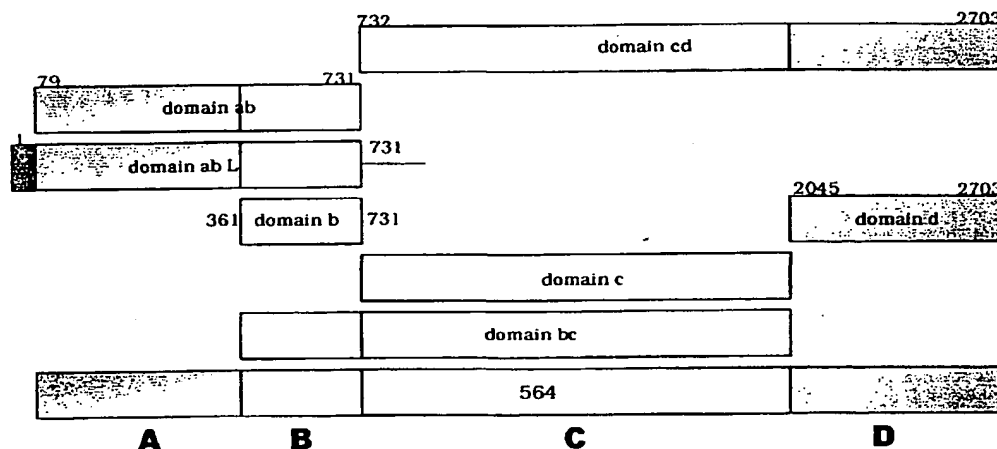 732 2703
domain cd
79 731
domain ab
731
domain ab L
2045 2703
361 domain b 731 domain d
domain c
domain bc
564
A B C D